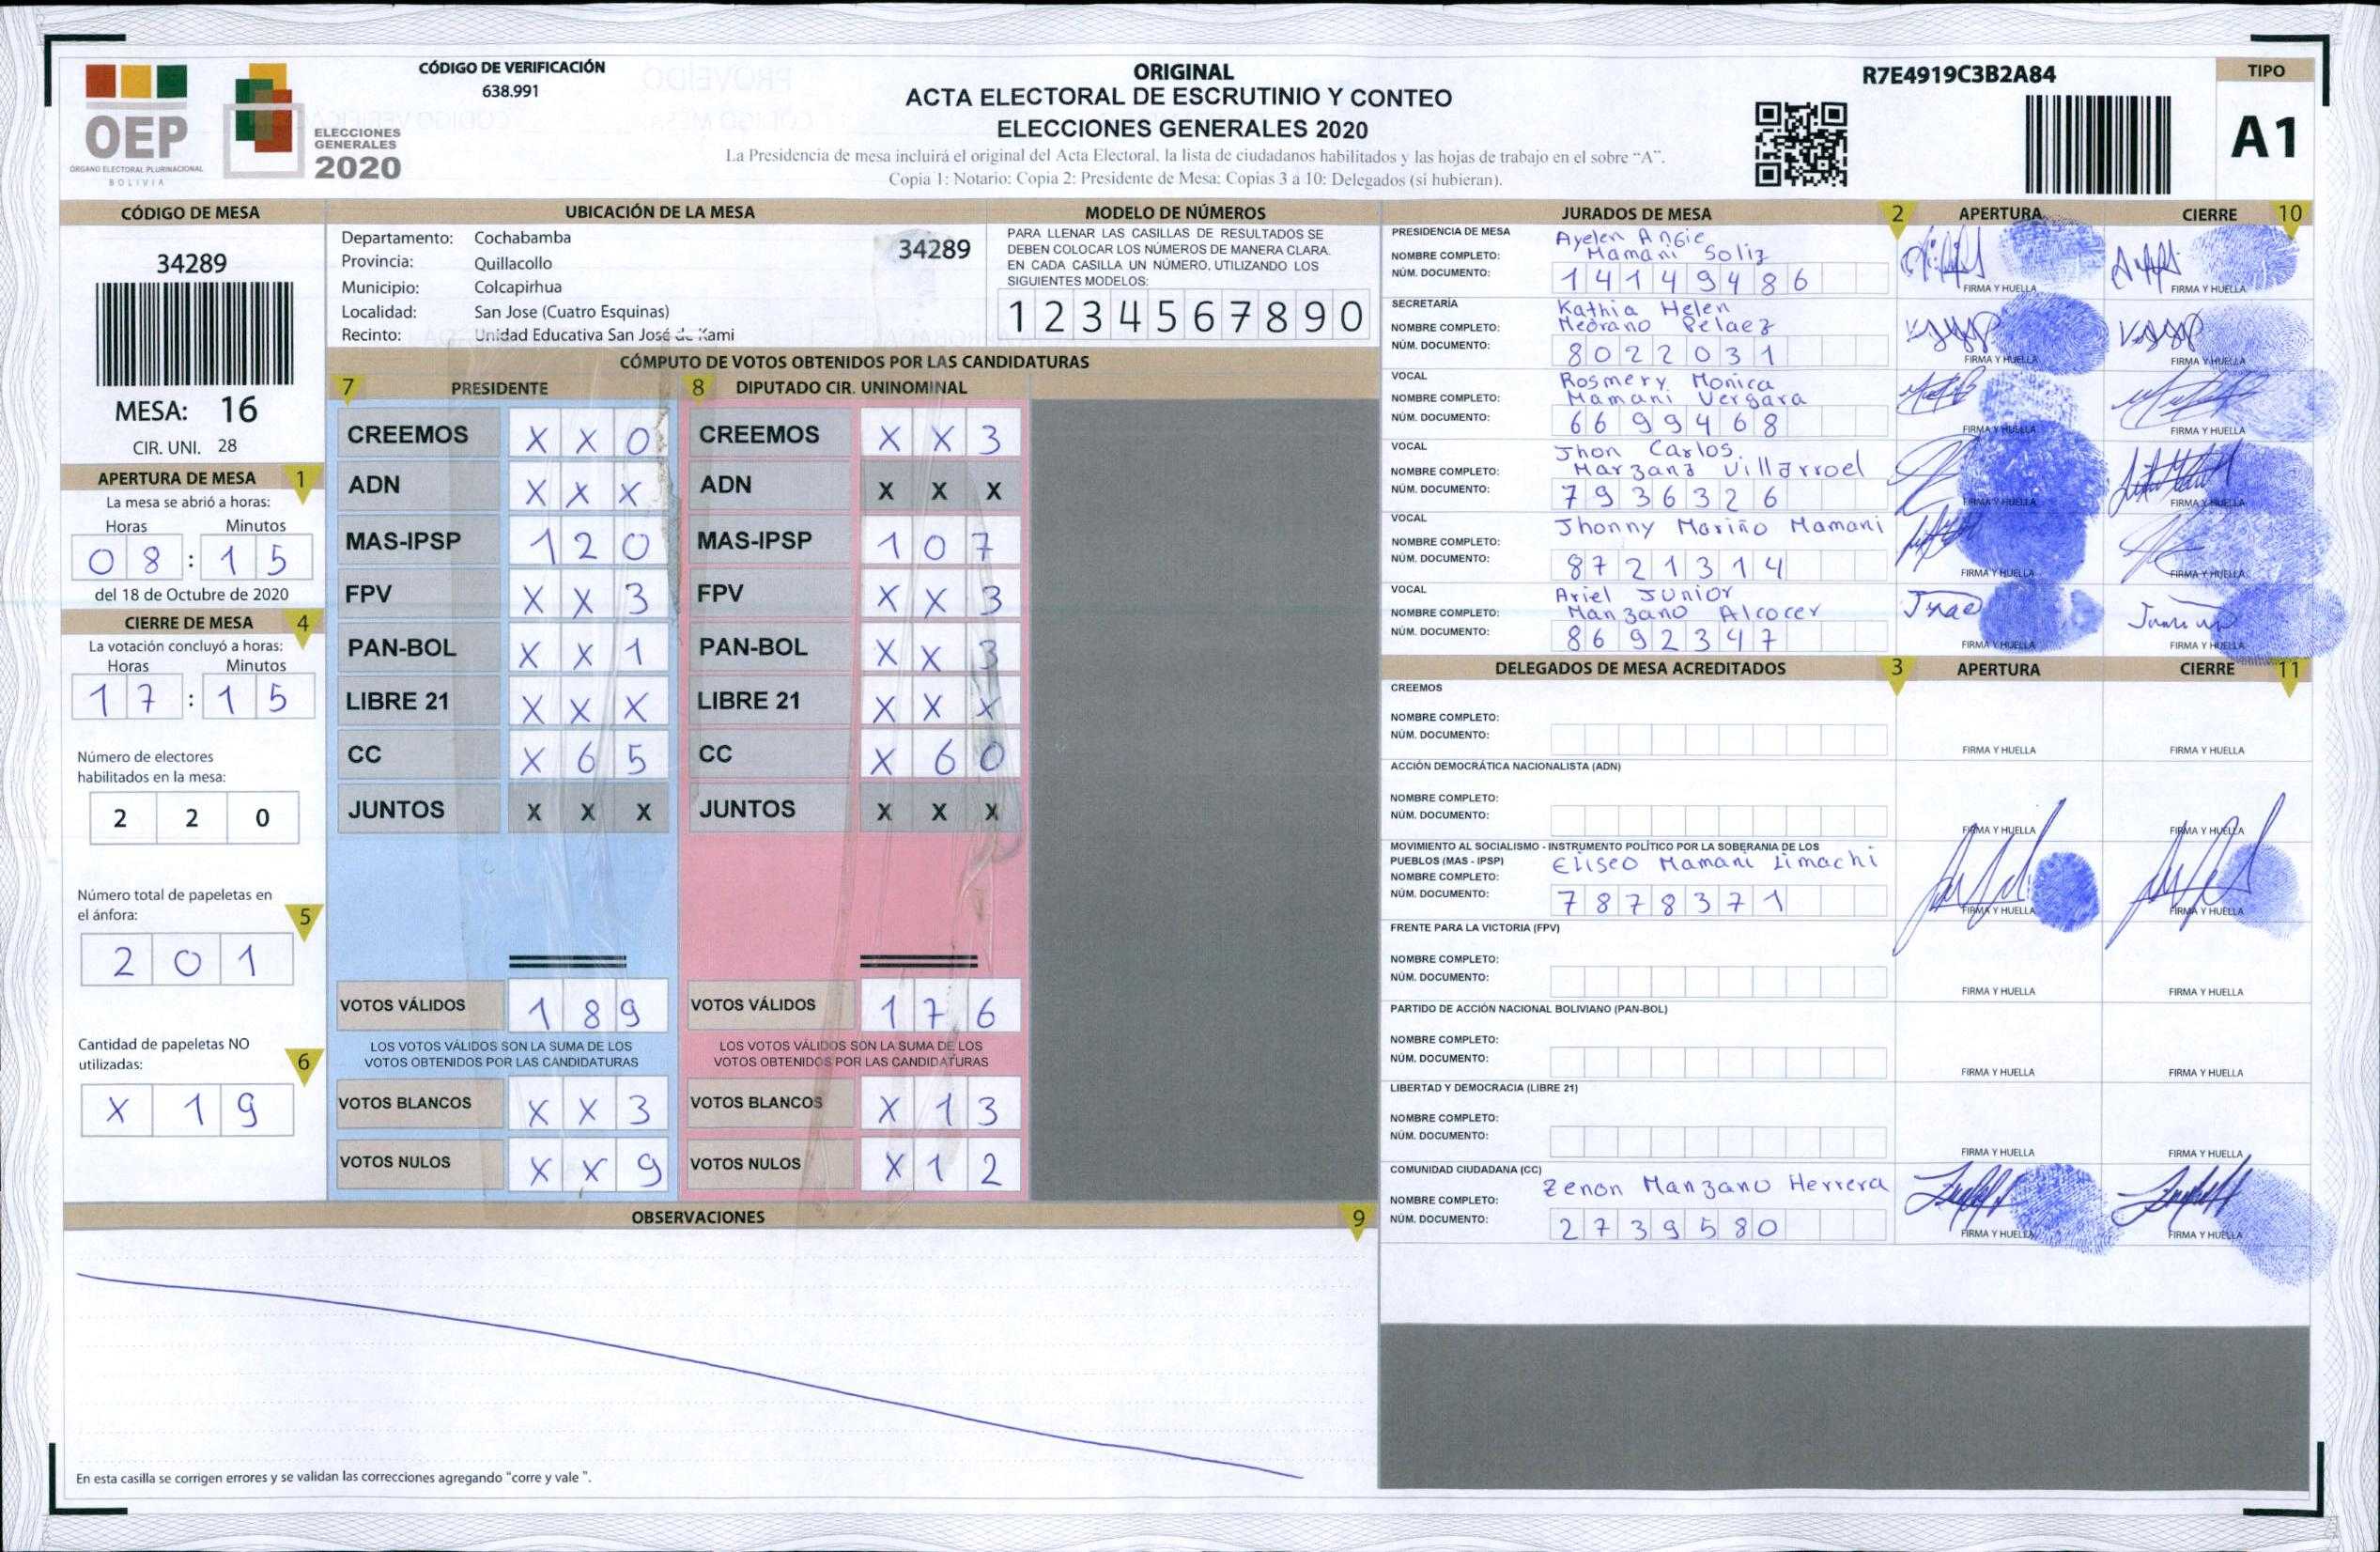 CÓDIGO DE VERIFICACIÓN
638.991
OEP
ÓRGANO ELECTORAL PLURINACIONAL
BOLIVIA
ELECCIONES
GENERALES
2020
ORIGINAL
ACTA ELECTORAL DE ESCRUTINIO Y CONTEO
ELECCIONES GENERALES 2020
La Presidencia de mesa incluirá el original del Acta Electoral, la lista de ciudadanos habilitados y las hojas de trabajo en el sobre "A".
Copia 1: Notario: Copia 2: Presidente de Mesa: Copias 3 a 10: Delegados (si hubieran).
R7E4919C3B2A84
TIPO
A1
CÓDIGO DE MESA
34289
MESA: 16
CIR. UNI. 28
APERTURA DE MESA 1
La mesa se abrió a horas:
Horas Minutos
08 : 15
del 18 de Octubre de 2020
CIERRE DE MESA 4
La votación concluyó a horas:
Horas Minutos
17 : 15
Número de electores
habilitados en la mesa:
2 2 0
Número total de papeletas en
el ánfora: 5
2 0 1
Cantidad de papeletas NO
utilizadas: 6
X 1 9
UBICACIÓN DE LA MESA
Departamento: Cochabamba
Provincia: Quillacollo
Municipio: Colcapirhua
Localidad: San Jose (Cuatro Esquinas)
Recinto: Unidad Educativa San José de Kami
34289
MODELO DE NÚMEROS
PARA LLENAR LAS CASILLAS DE RESULTADOS SE
DEBEN COLOCAR LOS NÚMEROS DE MANERA CLARA.
EN CADA CASILLA UN NÚMERO, UTILIZANDO LOS
SIGUIENTES MODELOS:
1 2 3 4 5 6 7 8 9 0
CÓMPUTO DE VOTOS OBTENIDOS POR LAS CANDIDATURAS
7 PRESIDENTE 8 DIPUTADO CIR. UNINOMINAL
CREEMOS X X 0 CREEMOS X X 3
ADN X X X ADN X X X
MAS-IPSP 1 2 0 MAS-IPSP 1 0 7
FPV X X 3 FPV X X 3
PAN-BOL X X 1 PAN-BOL X X 3
LIBRE 21 X X X LIBRE 21 X X X
CC X 6 5 CC X 6 0
JUNTOS X X X JUNTOS X X X
VOTOS VÁLIDOS 1 8 9 VOTOS VÁLIDOS 1 7 6
LOS VOTOS VÁLIDOS SON LA SUMA DE LOS LOS VOTOS VÁLIDOS SON LA SUMA DE LOS
VOTOS OBTENIDOS POR LAS CANDIDATURAS VOTOS OBTENIDOS POR LAS CANDIDATURAS
VOTOS BLANCOS X X 3 VOTOS BLANCOS X 1 3
VOTOS NULOS X X 9 VOTOS NULOS X 1 2
OBSERVACIONES 9
En esta casilla se corrigen errores y se validan las correcciones agregando "corre y vale ".
JURADOS DE MESA 2 APERTURA CIERRE 10
PRESIDENCIA DE MESA Ayelen Angie
NOMBRE COMPLETO: Mamani Soliz
NÚM. DOCUMENTO: 14149486
FIRMA Y HUELLA FIRMA Y HUELLA
SECRETARÍA Kathia Helen
NOMBRE COMPLETO: Medrano Pelaez
NÚM. DOCUMENTO: 8022031
FIRMA Y HUELLA FIRMA Y HUELLA
VOCAL Rosmery Monica
NOMBRE COMPLETO: Mamani Vergara
NÚM. DOCUMENTO: 6699468
FIRMA Y HUELLA FIRMA Y HUELLA
VOCAL Jhon Carlos
NOMBRE COMPLETO: Marzana Villarroel
NÚM. DOCUMENTO: 7936326
FIRMA Y HUELLA FIRMA Y HUELLA
VOCAL Jhonny Mariño Mamani
NOMBRE COMPLETO:
NÚM. DOCUMENTO: 8721314
FIRMA Y HUELLA FIRMA Y HUELLA
VOCAL Ariel Junior
NOMBRE COMPLETO: Manzano Alcocer
NÚM. DOCUMENTO: 8692347
FIRMA Y HUELLA FIRMA Y HUELLA
DELEGADOS DE MESA ACREDITADOS 3 APERTURA CIERRE 11
CREEMOS
NOMBRE COMPLETO:
NÚM. DOCUMENTO:
FIRMA Y HUELLA FIRMA Y HUELLA
ACCIÓN DEMOCRÁTICA NACIONALISTA (ADN)
NOMBRE COMPLETO:
NÚM. DOCUMENTO:
FIRMA Y HUELLA FIRMA Y HUELLA
MOVIMIENTO AL SOCIALISMO - INSTRUMENTO POLÍTICO POR LA SOBERANIA DE LOS
PUEBLOS (MAS - IPSP) Eliseo Mamani Limachi
NOMBRE COMPLETO:
NÚM. DOCUMENTO: 7878371
FIRMA Y HUELLA FIRMA Y HUELLA
FRENTE PARA LA VICTORIA (FPV)
NOMBRE COMPLETO:
NÚM. DOCUMENTO:
FIRMA Y HUELLA FIRMA Y HUELLA
PARTIDO DE ACCIÓN NACIONAL BOLIVIANO (PAN-BOL)
NOMBRE COMPLETO:
NÚM. DOCUMENTO:
FIRMA Y HUELLA FIRMA Y HUELLA
LIBERTAD Y DEMOCRACIA (LIBRE 21)
NOMBRE COMPLETO:
NÚM. DOCUMENTO:
FIRMA Y HUELLA FIRMA Y HUELLA
COMUNIDAD CIUDADANA (CC) Zenon Manzano Herrera
NOMBRE COMPLETO:
NÚM. DOCUMENTO: 2739580
FIRMA Y HUELLA FIRMA Y HUELLA